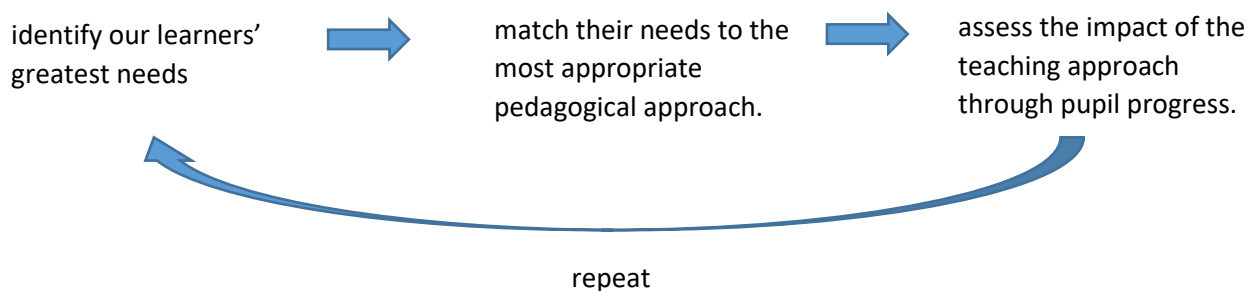 identify our learners’
greatest needs
match their needs to the
most appropriate
pedagogical approach.
assess the impact of the
teaching approach
through pupil progress.
repeat